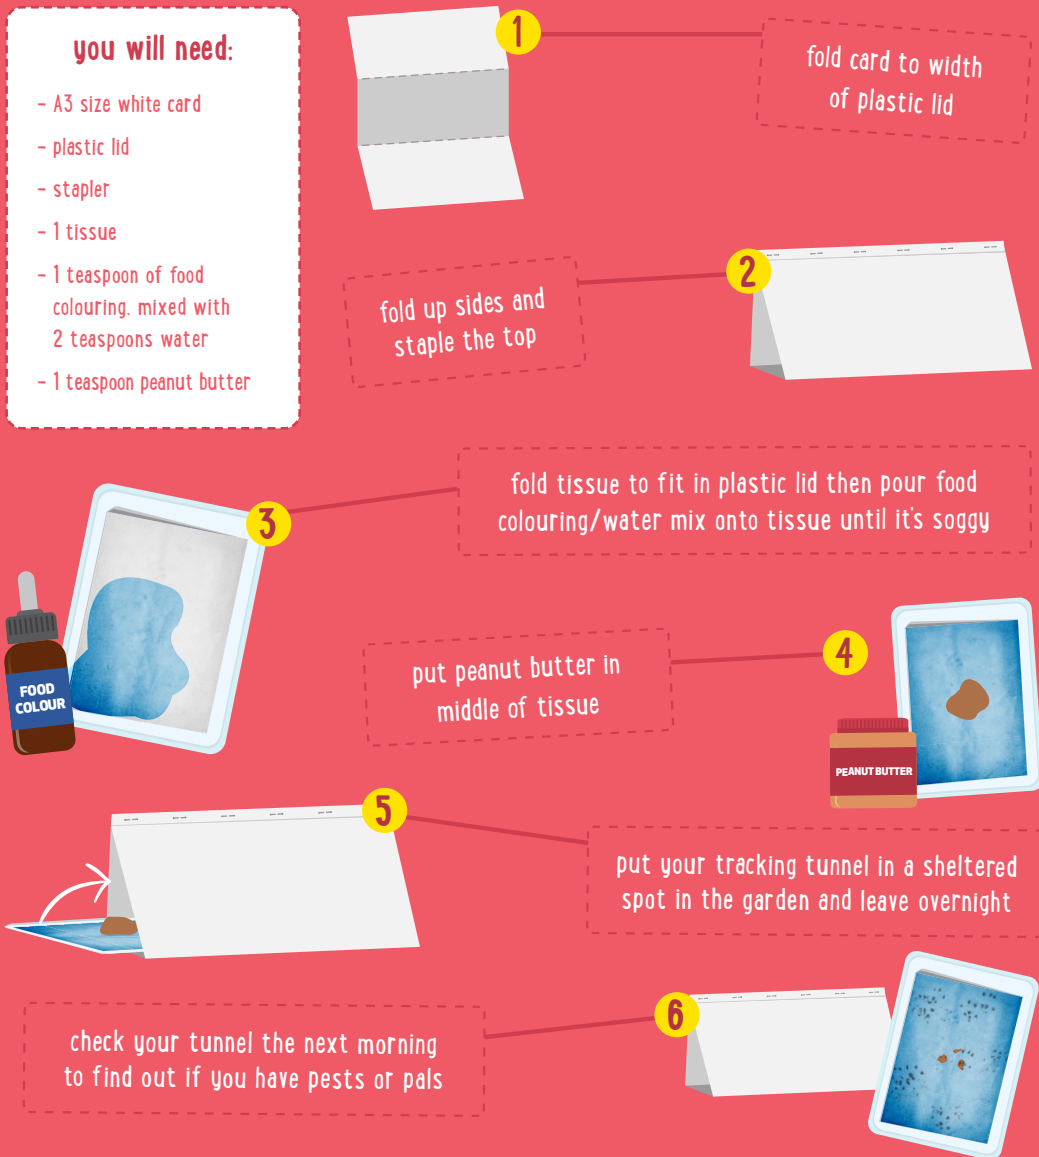 you will need:
- A3 size white card
- plastic lid
- stapler
- 1 tissue
- 1 teaspoon of food
colouring. mixed with
2 teaspoons water
- 1 teaspoon peanut butter
1
fold card to width
of plastic lid
2
fold up sides and
staple the top
3
fold tissue to fit in plastic lid then pour food
colouring/water mix onto tissue until it's soggy
FOOD
COLOUR
4
put peanut butter in
middle of tissue
PEANUT BUTTER
5
put your tracking tunnel in a sheltered
spot in the garden and leave overnight
6
check your tunnel the next morning
to find out if you have pests or pals